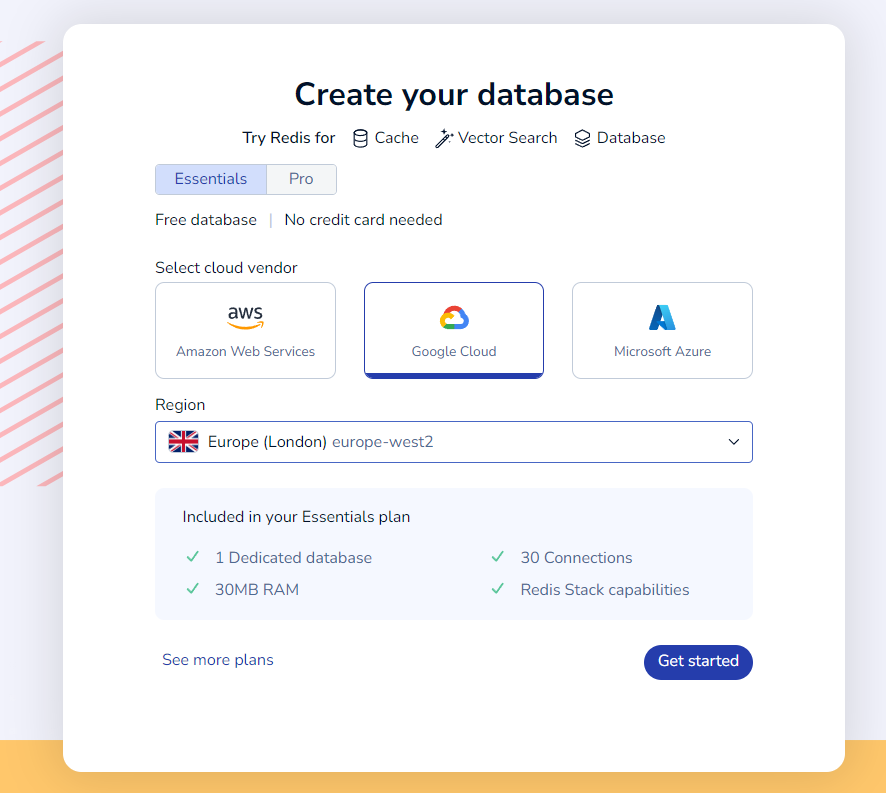 Create your database
Try Redis for Cache Vector Search Database
Essentials Pro
Free database | No credit card needed
Select cloud vendor
aws
Amazon Web Services Google Cloud Microsoft Azure
Region
Europe (London) europe-west2
Included in your Essentials plan
1 Dedicated database 30 Connections
30MB RAM Redis Stack capabilities
See more plans Get started